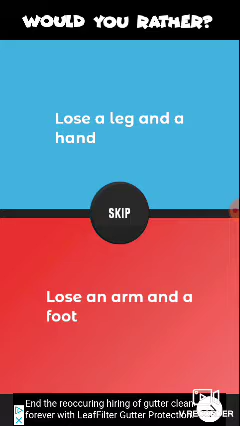 WOULD YOU RATHER?
Lose a leg and a
hand
SKIP
Lose an arm and a
foot
End the reoccuring hiring of gutter clean
forever with LeafFilter Gutter Protection